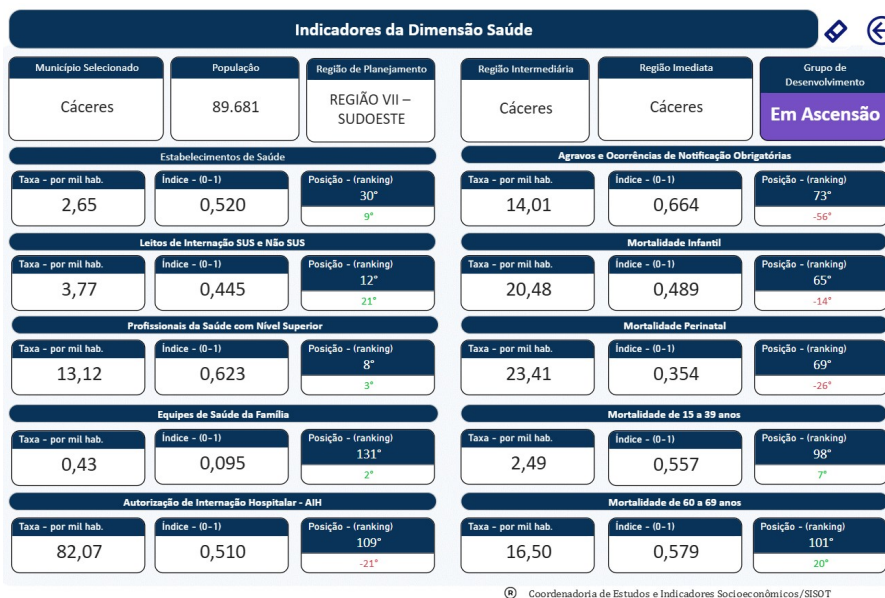 Indicadores da Dimensão Saúde
Município Selecionado
Cáceres
População
89.681
Região de Planejamento
REGIÃO VII –
SUDOESTE
Região Intermediária
Cáceres
Região Imediata
Cáceres
Grupo de
Desenvolvimento
Em Ascensão
Estabelecimentos de Saúde
Taxa - por mil hab.
2,65
Índice - (0-1)
0,520
Posição - (ranking)
30°
9°
Leitos de Internação SUS e Não SUS
Taxa - por mil hab.
3,77
Índice - (0-1)
0,445
Posição - (ranking)
12°
21°
Profissionais da Saúde com Nível Superior
Taxa - por mil hab.
13,12
Índice - (0-1)
0,623
Posição - (ranking)
8°
3°
Equipes de Saúde da Família
Taxa - por mil hab.
0,43
Índice - (0-1)
0,095
Posição - (ranking)
131°
2°
Autorização de Internação Hospitalar - AIH
Taxa - por mil hab.
82,07
Índice - (0-1)
0,510
Posição - (ranking)
109°
-21°
Agravos e Ocorrências de Notificação Obrigatórias
Taxa - por mil hab.
14,01
Índice - (0-1)
0,664
Posição - (ranking)
73°
-56°
Mortalidade Infantil
Taxa - por mil hab.
20,48
Índice - (0-1)
0,489
Posição - (ranking)
65°
-14°
Mortalidade Perinatal
Taxa - por mil hab.
23,41
Índice - (0-1)
0,354
Posição - (ranking)
69°
-26°
Mortalidade de 15 a 39 anos
Taxa - por mil hab.
2,49
Índice - (0-1)
0,557
Posição - (ranking)
98°
7°
Mortalidade de 60 a 69 anos
Taxa - por mil hab.
16,50
Índice - (0-1)
0,579
Posição - (ranking)
101°
20°
® Coordenadoria de Estudos e Indicadores Socioeconômicos/SISOT